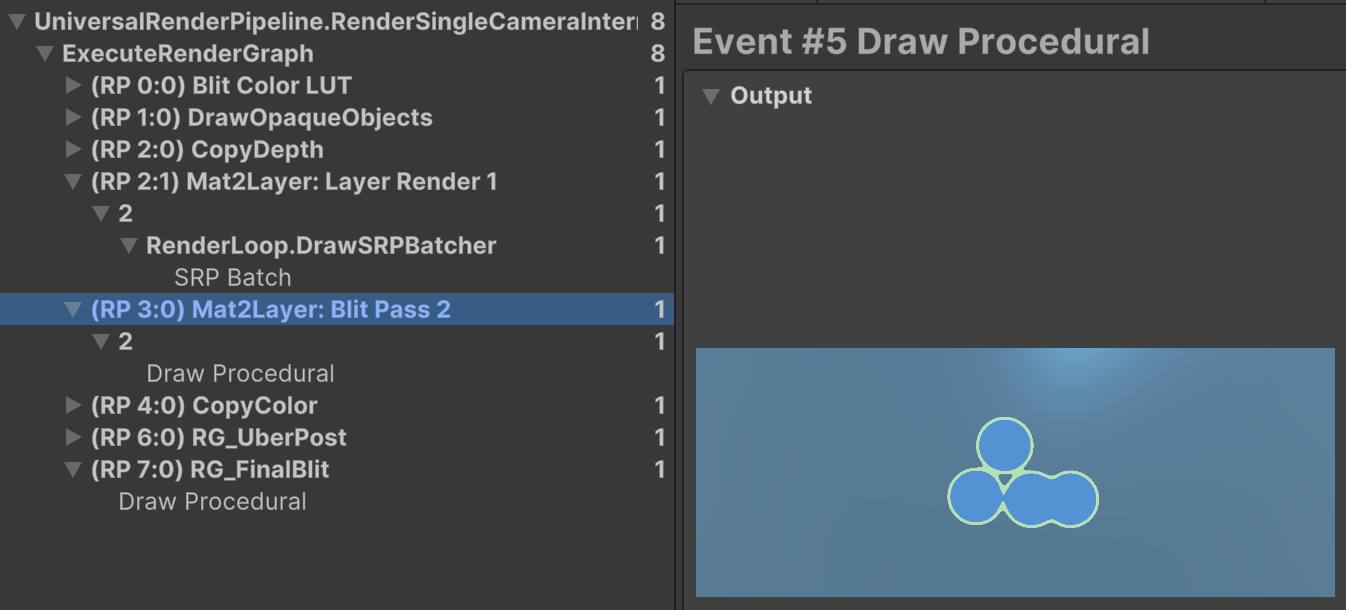 UniversalRenderPipeline.RenderSingleCameraInter 8
ExecuteRenderGraph 8
(RP 0:0) Blit Color LUT 1
(RP 1:0) DrawOpaqueObjects 1
(RP 2:0) CopyDepth 1
(RP 2:1) Mat2Layer: Layer Render 1 1
2 1
RenderLoop.DrawSRPBatcher 1
SRP Batch
(RP 3:0) Mat2Layer: Blit Pass 2 1
2 1
Draw Procedural
(RP 4:0) CopyColor 1
(RP 6:0) RG_UberPost 1
(RP 7:0) RG_FinalBlit 1
Draw Procedural
Event #5 Draw Procedural
Output